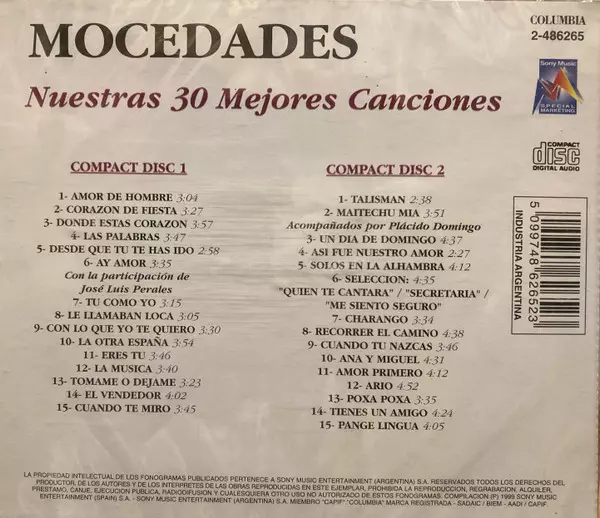 MOCEDADES
COLUMBIA
2-486265
Nuestras 30 Mejores Canciones
Sony Music
SPECIAL MARKETING
COMPACT
disc
DIGITAL AUDIO
COMPACT DISC 1
1- AMOR DE HOMBRE 3:04
2- CORAZON DE FIESTA 3:27
3- DONDE ESTAS CORAZON 3:57
4- LAS PALABRAS 3:47
5- DESDE QUE TU TE HAS IDO 2:58
6- AY AMOR 3:35
Con la participación de
José Luis Perales
7- TU COMO YO 3:15
8- LE LLAMABAN LOCA 3:05
9- CON LO QUE YO TE QUIERO 3:30
10- LA OTRA ESPAÑA 3:54
11- ERES TU 3:46
12- LA MUSICA 3:40
13- TOMAME O DEJAME 3:23
14- EL VENDEDOR 4:02
15- CUANDO TE MIRO 3:45
COMPACT DISC 2
1- TALISMAN 2:38
2- MAITECHU MIA 3:51
Acompañados por Plácido Domingo
3- UN DIA DE DOMINGO 4:37
4- ASI FUE NUESTRO AMOR 2:27
5- SOLOS EN LA ALHAMBRA 4:12
6- SELECCION: 4:35
"QUIEN TE CANTARA" / "SECRETARIA" /
"ME SIENTO SEGURO"
7- CHARANGO 3:34
8- RECORRER EL CAMINO 4:38
9- CUANDO TU NAZCAS 3:46
10- ANA Y MIGUEL 4:31
11- AMOR PRIMERO 4:12
12- ARIO 4:52
13- POXA POXA 3:35
14- TIENES UN AMIGO 4:24
15- PANGE LINGUA 4:05
INDUSTRIA ARGENTINA
5 099748 626523
LA PROPIEDAD INTELECTUAL DE LOS FONOGRAMAS PUBLICADOS PERTENECE A SONY MUSIC ENTERTAINMENT (ARGENTINA) S.A. RESERVADOS TODOS LOS DERECHOS DEL
PRODUCTOR, DE LOS AUTORES Y DE LOS INTERPRETES DE LAS OBRAS REPRODUCIDAS EN ESTE EJEMPLAR, PROHIBIDA LA REPRODUCCION, REGRABACION, ALQUILER,
PRESTAMO, CANJE, EJECUCION PUBLICA, RADIODIFUSION Y CUALESQUIERA OTRO USO NO AUTORIZADO DE ESTOS FONOGRAMAS. COMPILACION (P) 1999 SONY MUSIC
ENTERTAINMENT (SPAIN) S.A. - SONY MUSIC ENTERTAINMENT (ARGENTINA) S.A. MIEMBRO "CAPIF". "COLUMBIA" MARCA REGISTRADA - SADAIC / BIEM - AADI / CAPIF